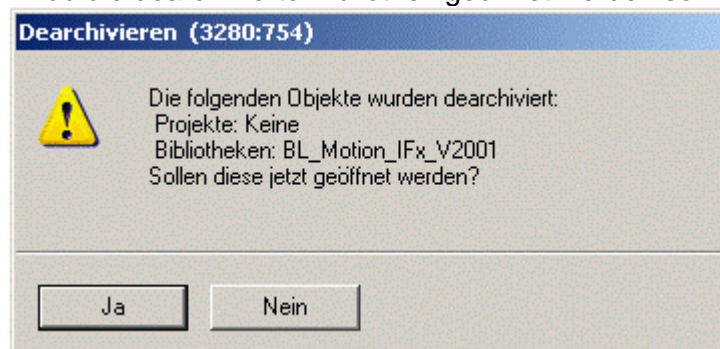 Dearchivieren (3280:754)
Die folgenden Objekte wurden dearchiviert:
Projekte: Keine
Bibliotheken: BL_Motion_IFx_V2001
Sollen diese jetzt geöffnet werden?
Ja
Nein